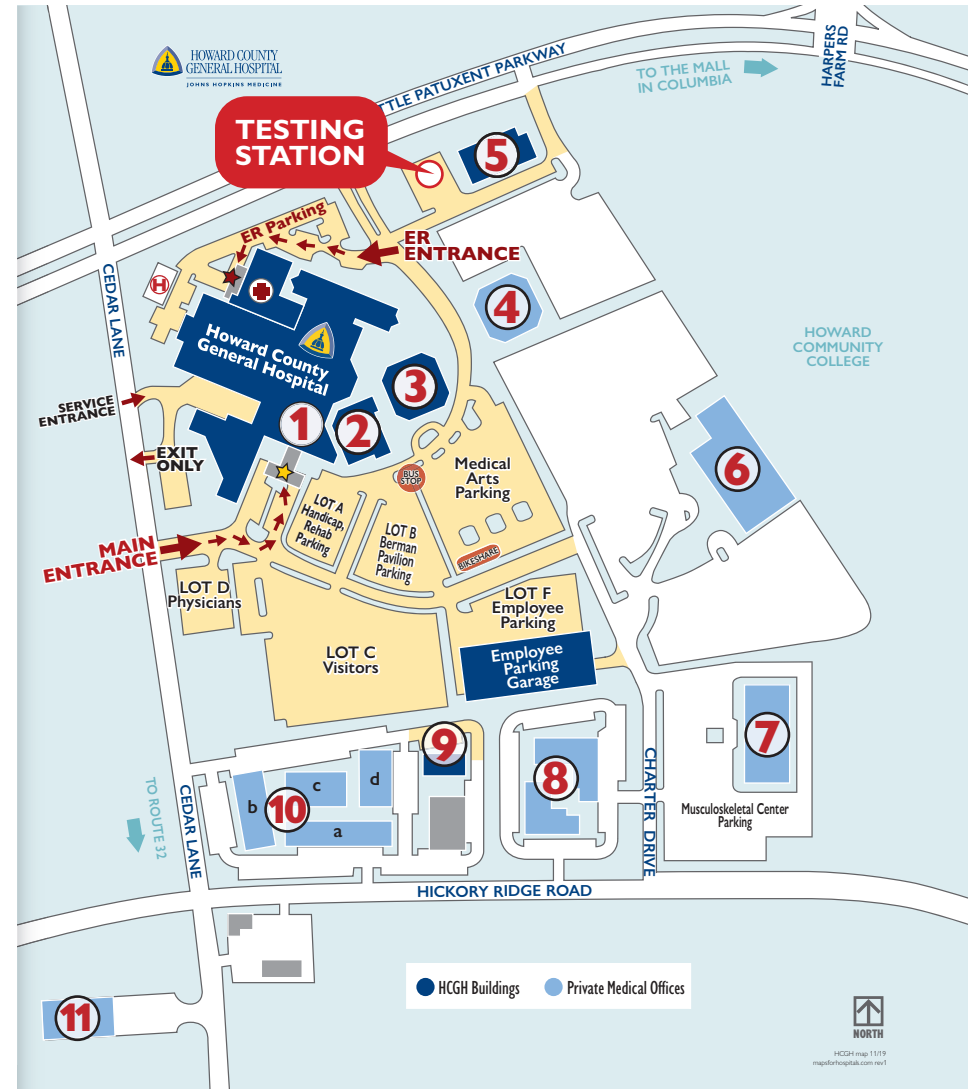 HOWARD COUNTY
GENERAL HOSPITAL
JOHNS HOPKINS MEDICINE
TTLE PATUXENT PARKWAY
TO THE MALL
IN COLUMBIA
HARPERS
FARM RD
TESTING
STATION
5
ER Parking
ER
ENTRANCE
H
CEDAR LANE
4
Howard County
General Hospital
HOWARD
COMMUNITY
COLLEGE
3
SERVICE
ENTRANCE
1
2
EXIT
ONLY
6
BUS
STOP
Medical
Arts
Parking
LOT A
Handicap,
Rehab
Parking
LOT B
Berman
Pavilion
Parking
MAIN
ENTRANCE
BIKESHARE
LOT D
Physicians
LOT F
Employee
Parking
LOT C
Visitors
Employee
Parking
Garage
7
9
8
CHARTER DRIVE
Musculoskeletal Center
Parking
10
a
b
c
d
TO ROUTE 32
CEDAR LANE
HICKORY RIDGE ROAD
HCGH Buildings
Private Medical Offices
11
NORTH
HCGH map 11/19
mapsforhospitals.com rev1